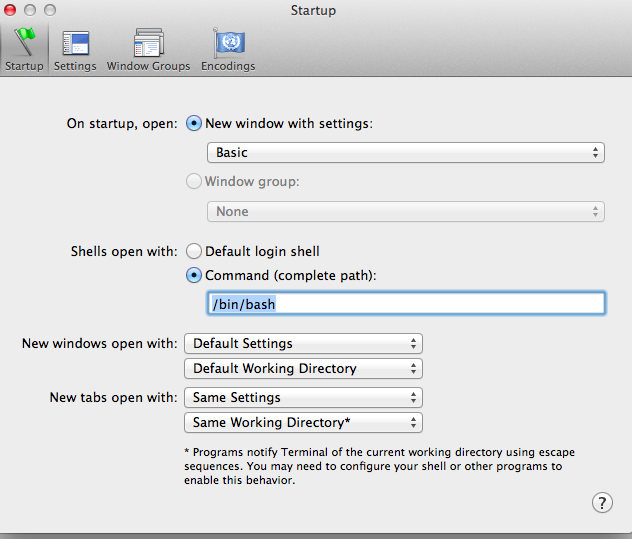 Startup
Startup Settings Window Groups Encodings
On startup, open: New window with settings:
Basic
Window group:
None
Shells open with: Default login shell
Command (complete path):
/bin/bash
New windows open with: Default Settings
Default Working Directory
New tabs open with: Same Settings
Same Working Directory*
* Programs notify Terminal of the current working directory using escape
sequences. You may need to configure your shell or other programs to
enable this behavior.
?